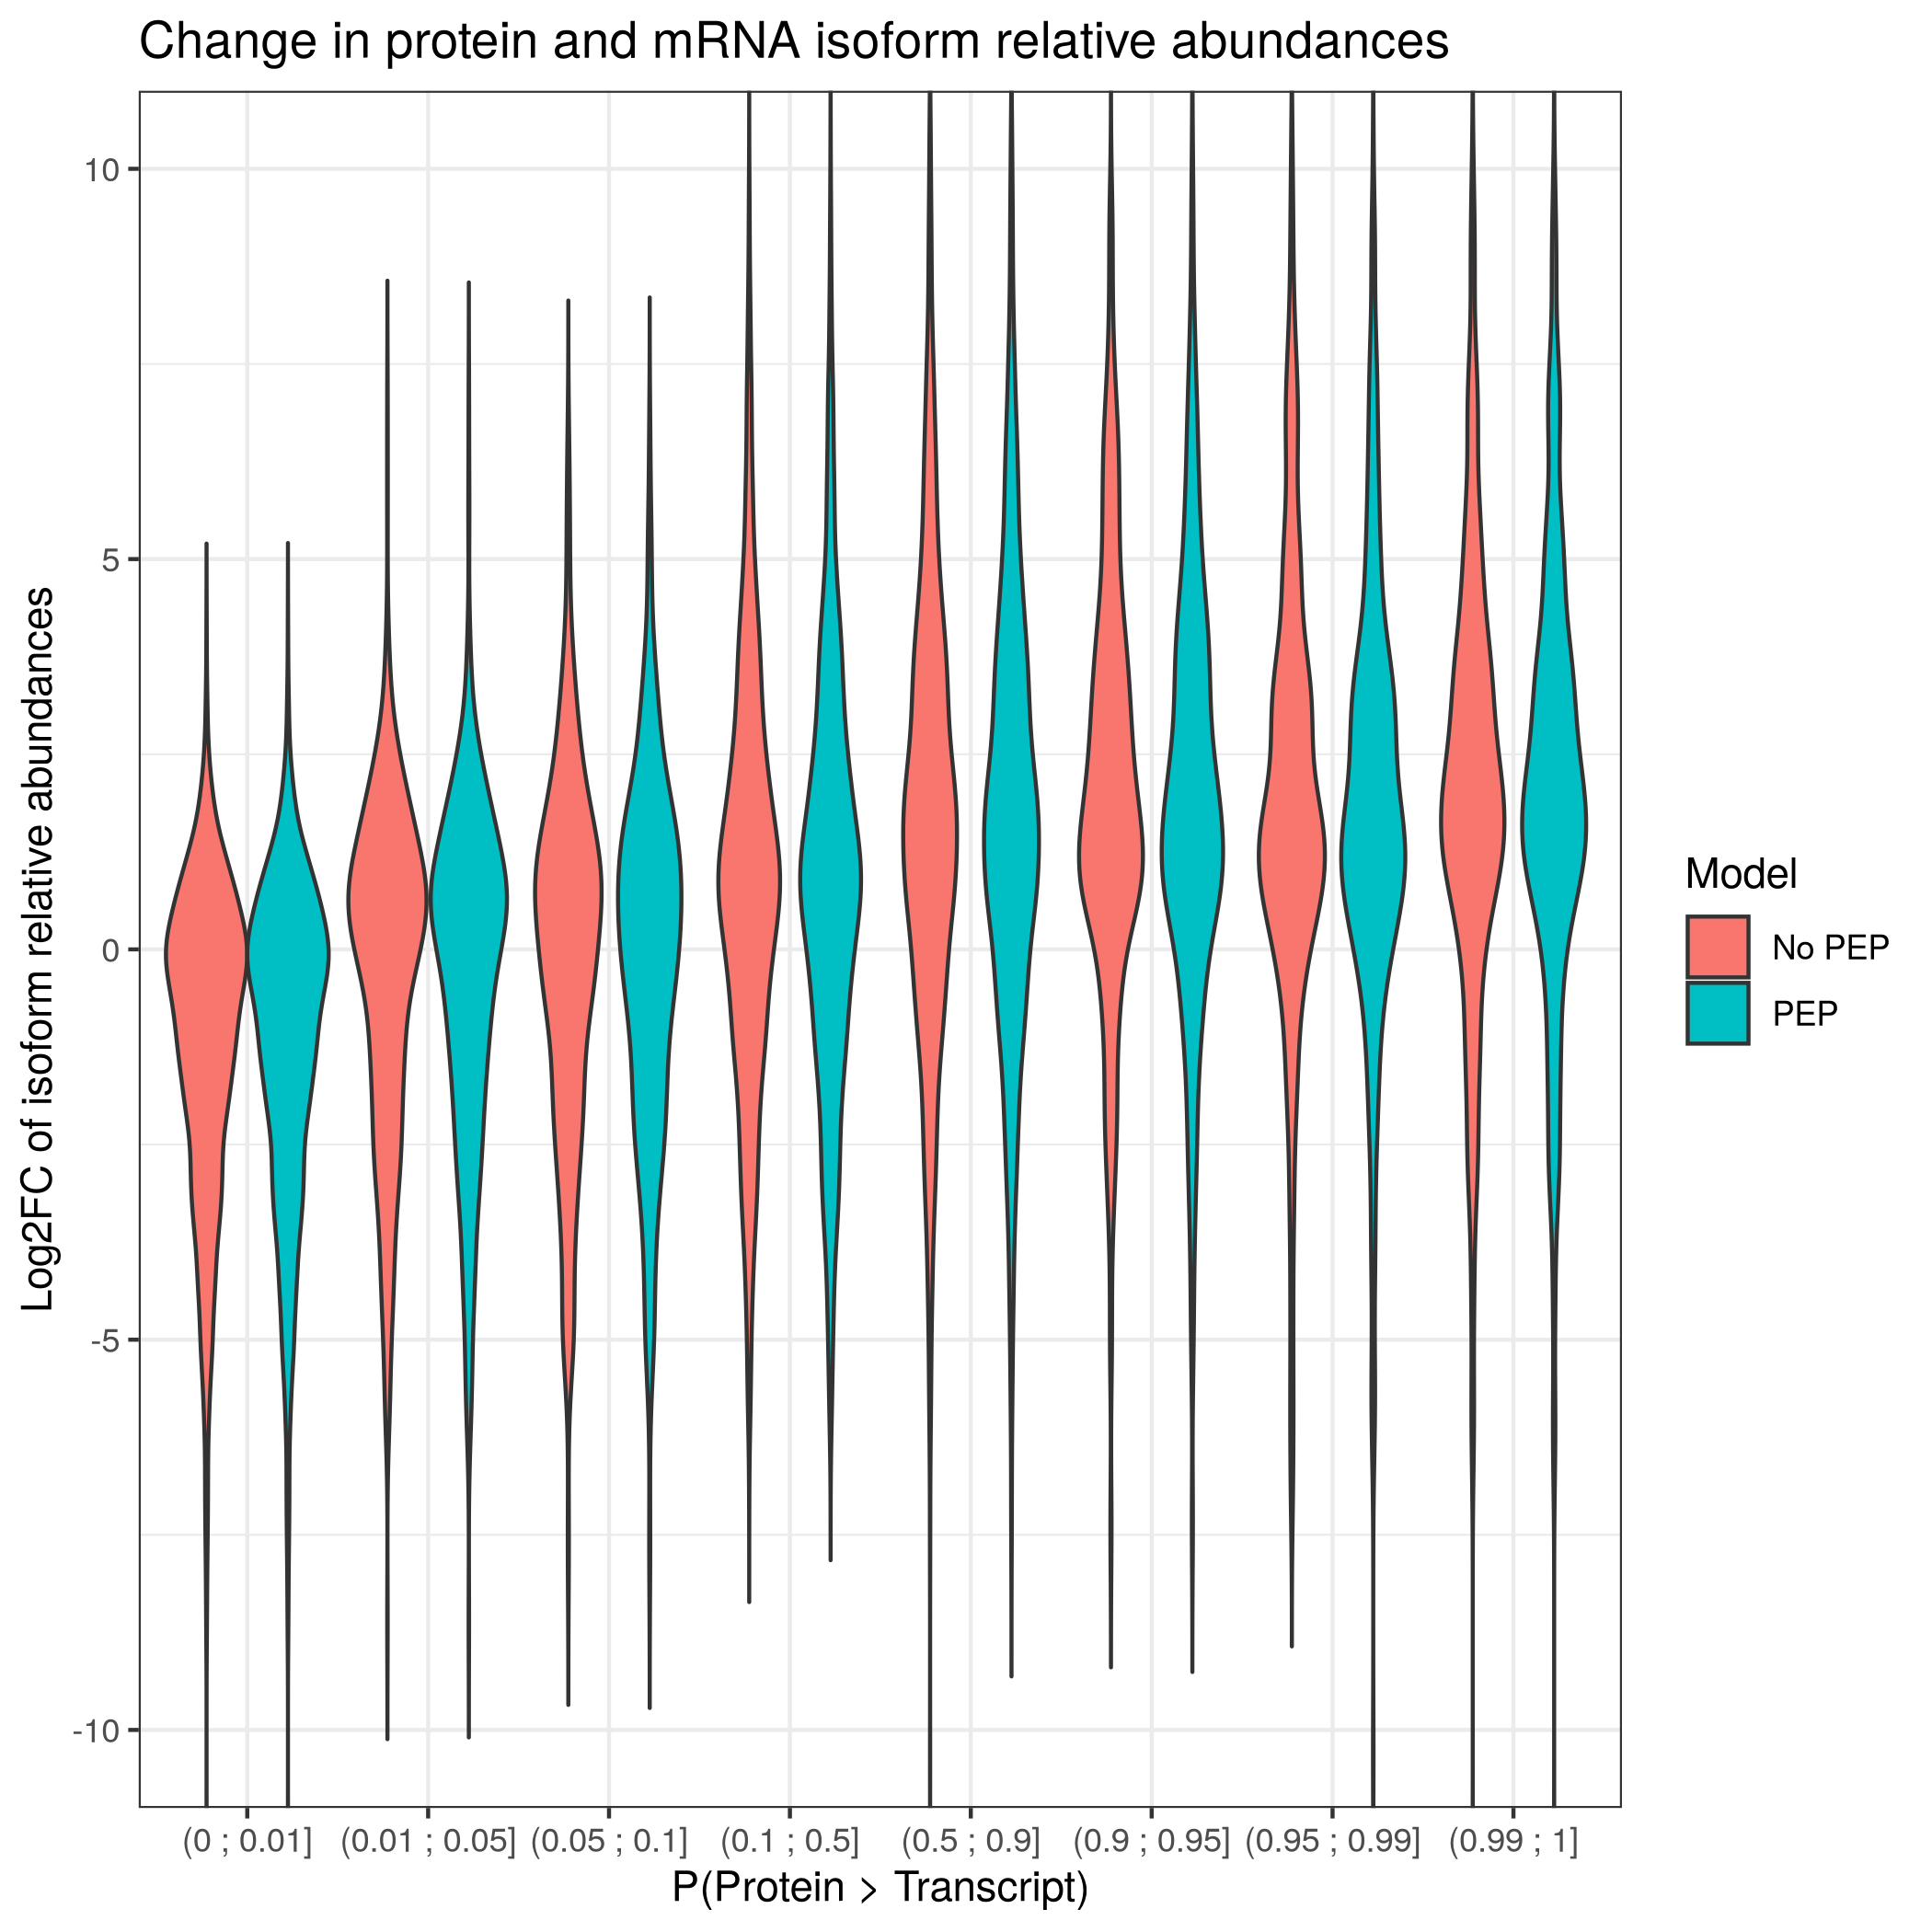 Change in protein and mRNA isoform relative abundances
Log2FC of isoform relative abundances
10
5
0
-5
-10
(0 ; 0.01]
(0.01 ; 0.05]
(0.05 ; 0.1]
(0.1 ; 0.5]
(0.5 ; 0.9]
(0.9 ; 0.95]
(0.95 ; 0.99]
(0.99 ; 1]
P(Protein > Transcript)
Model
No PEP
PEP